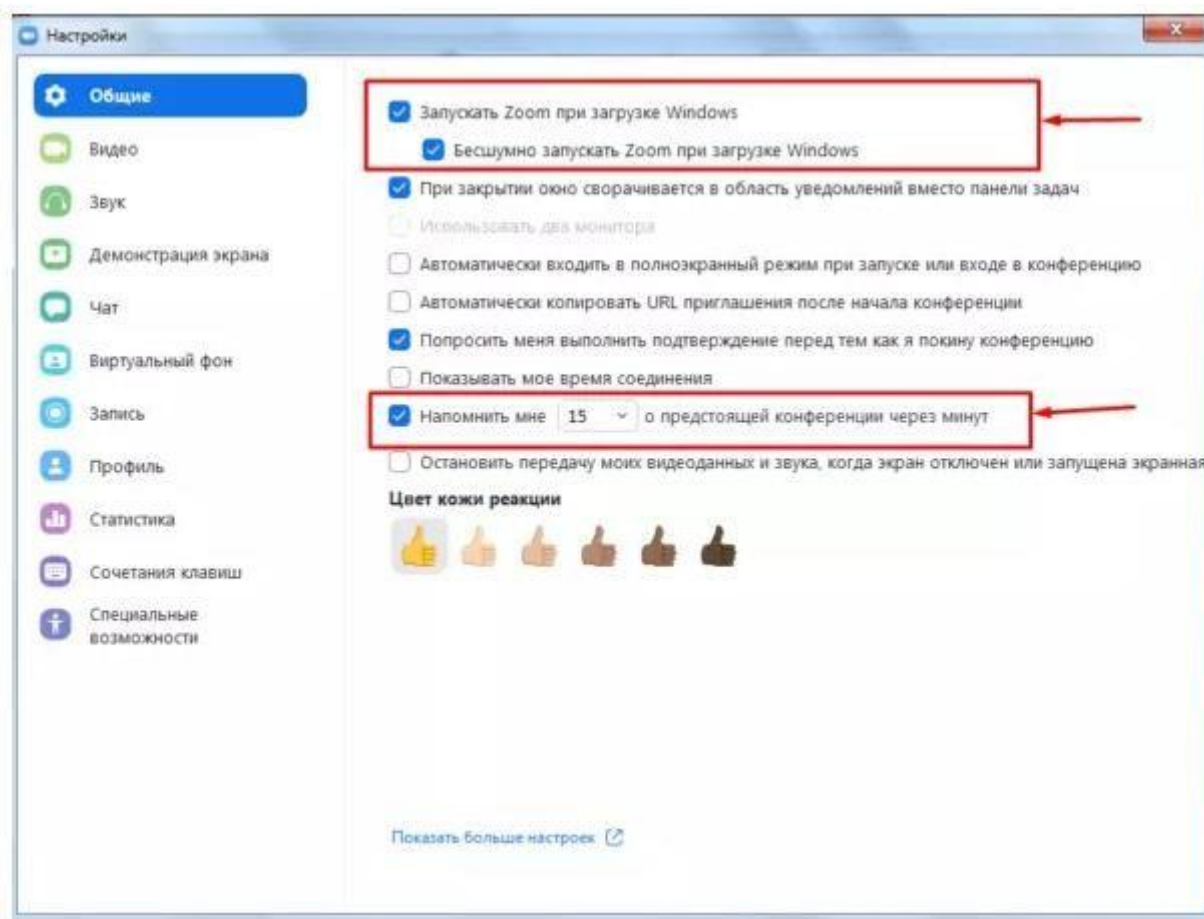 Настройки
Общие
Видео
Звук
Демонстрация экрана
Чат
Виртуальный фон
Запись
Профиль
Статистика
Сочетания клавиш
Специальные
возможности
Запускать Zoom при загрузке Windows
Бесшумно запускать Zoom при загрузке Windows
При закрытии окно сворачивается в область уведомлений вместо панели задач
Использовать два монитора
Автоматически входить в полноэкранный режим при запуске или входе в конференцию
Автоматически копировать URL приглашения после начала конференции
Попросить меня выполнить подтверждение перед тем как я покину конференцию
Показывать мое время соединения
Напомнить мне 15 о предстоящей конференции через минут
Остановить передачу моих видеоданных и звука, когда экран отключен или запущена экранная
Цвет кожи реакции
Показать больше настроек